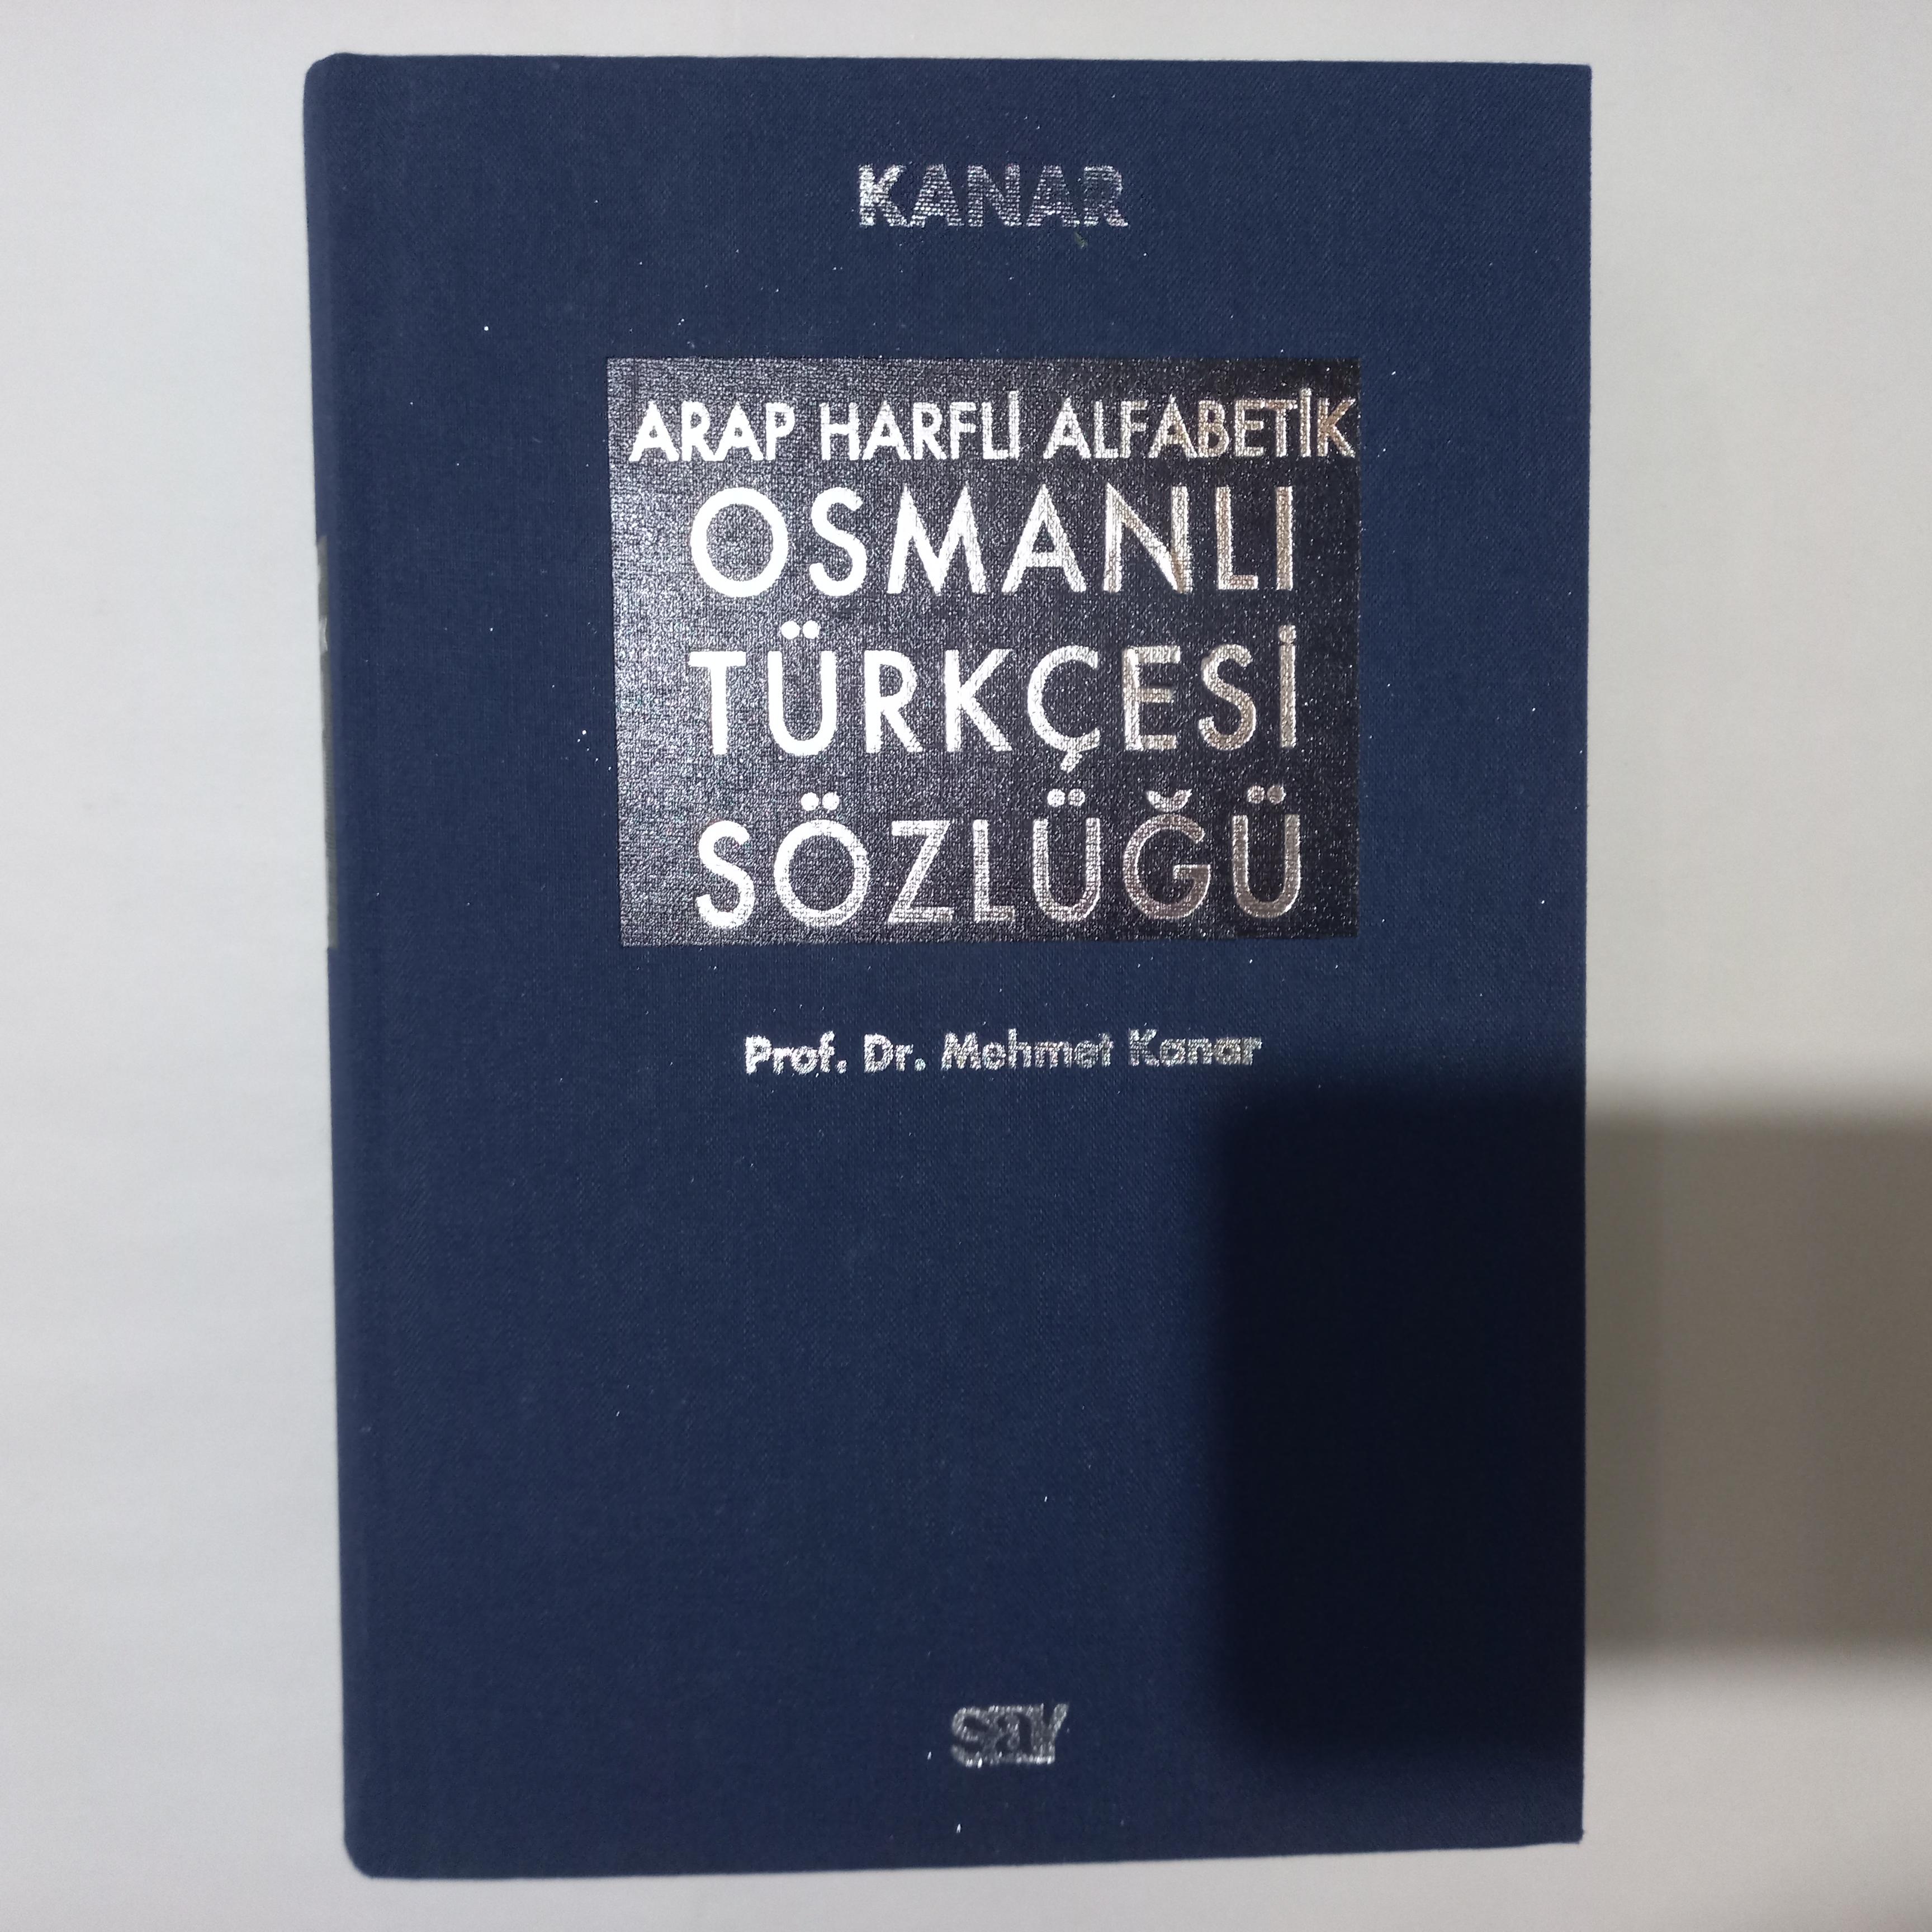 KANAR
ARAP HARFLİ ALFABETİK
OSMANLI
TÜRKÇESİ
SÖZLÜĞÜ
Prof. Dr. Mehmet Kanar
say